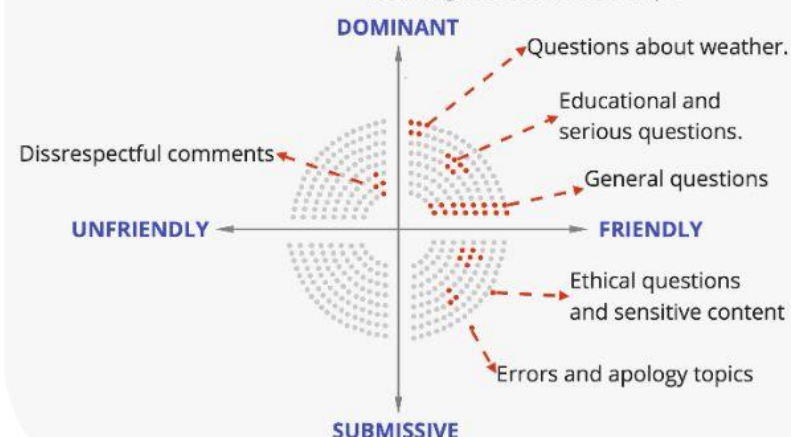 DOMINANT
Questions about weather.
Educational and
serious questions.
Dissrespectful comments
General questions
UNFRIENDLY
FRIENDLY
Ethical questions
and sensitive content
Errors and apology topics
SUBMISSIVE